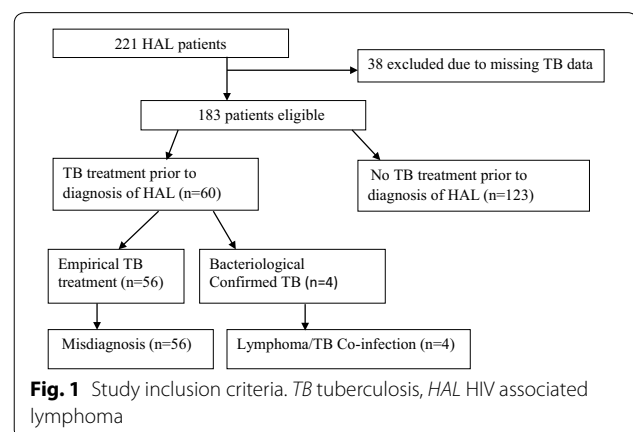 221 HAL patients
38 excluded due to missing TB data
183 patients eligible
TB treatment prior to
diagnosis of HAL (n=60)
No TB treatment prior to
diagnosis of HAL (n=123)
Empirical TB
treatment (n=56)
Bacteriological
Confirmed TB (n=4)
Misdiagnosis (n=56)
Lymphoma/TB Co-infection (n=4)
Fig. 1 Study inclusion criteria. TB tuberculosis, HAL HIV associated
lymphoma